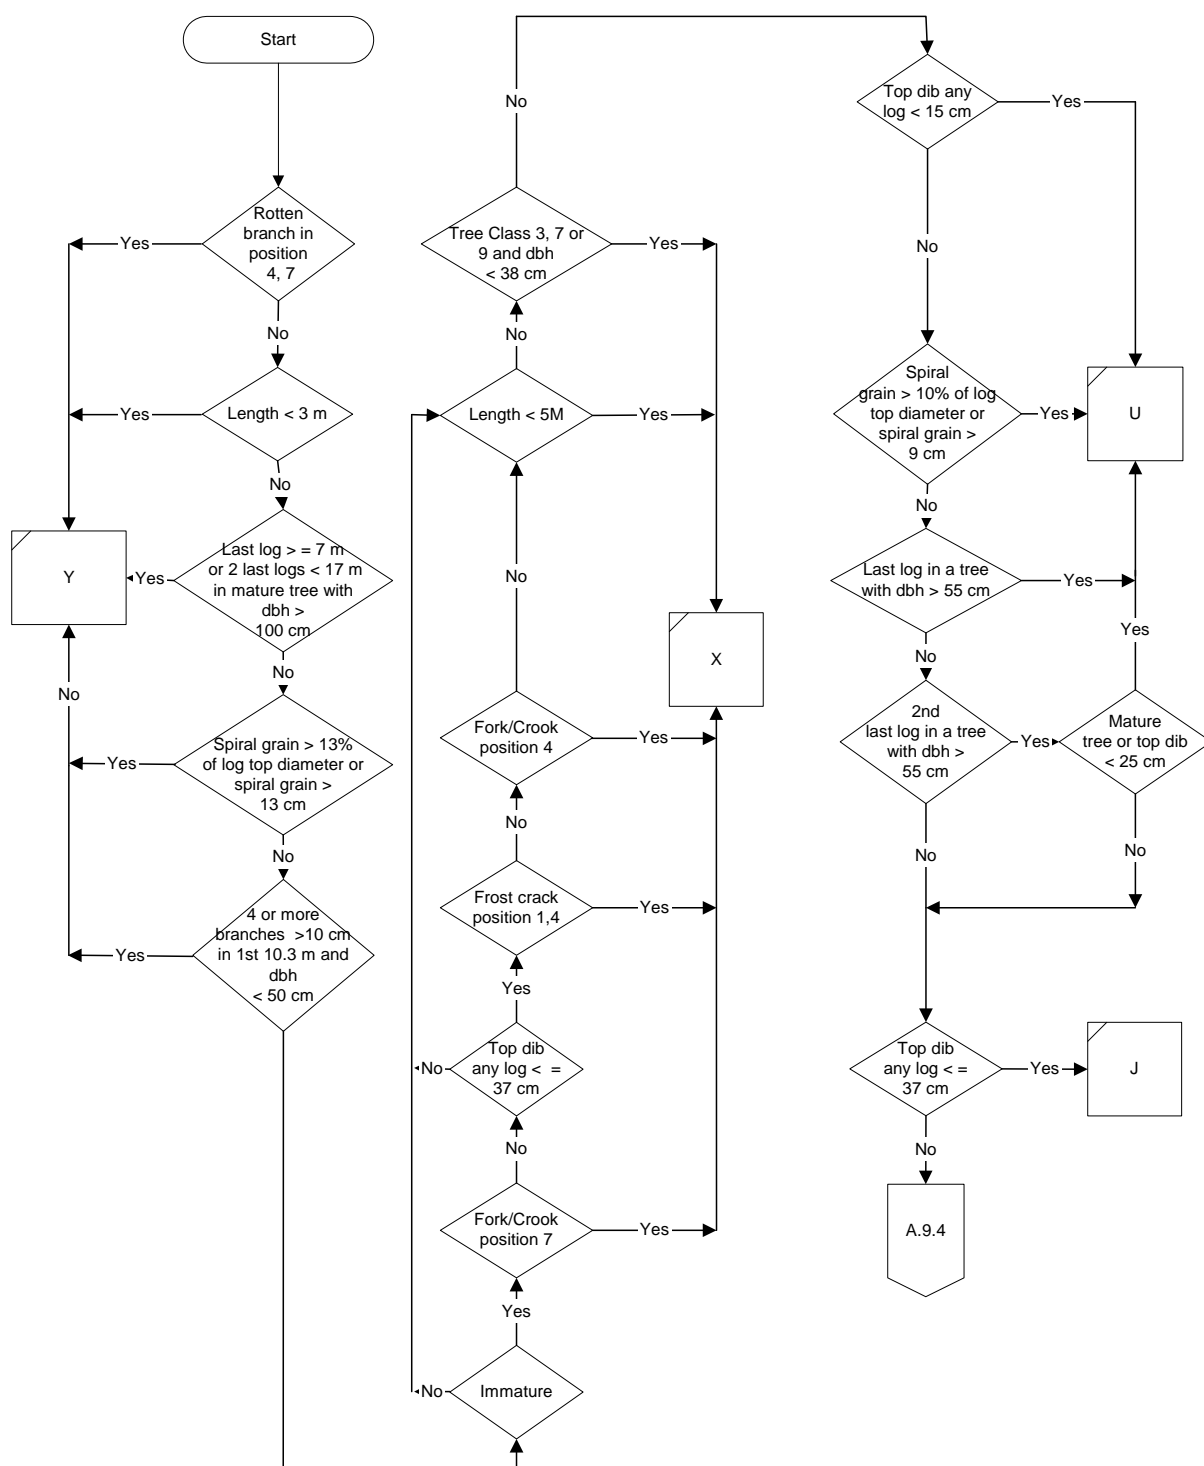 Start
Rotten
branch in
position
4, 7
Yes
No
Length < 3 m
Yes
No
Last log > = 7 m
or 2 last logs < 17 m
in mature tree with
dbh >
100 cm
Yes
Y
No
No
Spiral grain > 13%
of log top diameter or
spiral grain >
13 cm
Yes
No
4 or more
branches >10 cm
in 1st 10.3 m and
dbh
< 50 cm
Yes
No
Tree Class 3, 7 or
9 and dbh
< 38 cm
Yes
No
Length < 5M
Yes
No
X
Fork/Crook
position 4
Yes
No
Frost crack
position 1,4
Yes
Yes
Top dib
any log < =
37 cm
No
No
Fork/Crook
position 7
Yes
Yes
Immature
No
Top dib any
log < 15 cm
Yes
No
Spiral
grain > 10% of log
top diameter or
spiral grain >
9 cm
Yes
U
No
Last log in a tree
with dbh > 55 cm
Yes
No
Yes
2nd
last log in a tree
with dbh >
55 cm
Yes
Mature
tree or top dib
< 25 cm
No
No
Top dib
any log < =
37 cm
Yes
J
No
A.9.4